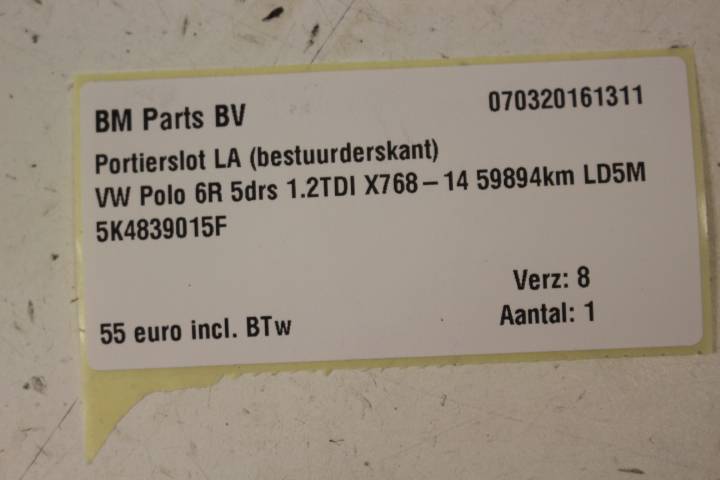 BM Parts BV 070320161311
Portierslot LA (bestuurderskant)
VW Polo 6R 5drs 1.2TDI X768-14 59894km LD5M
5K4839015F
Verz: 8
55 euro incl. BTw Aantal: 1